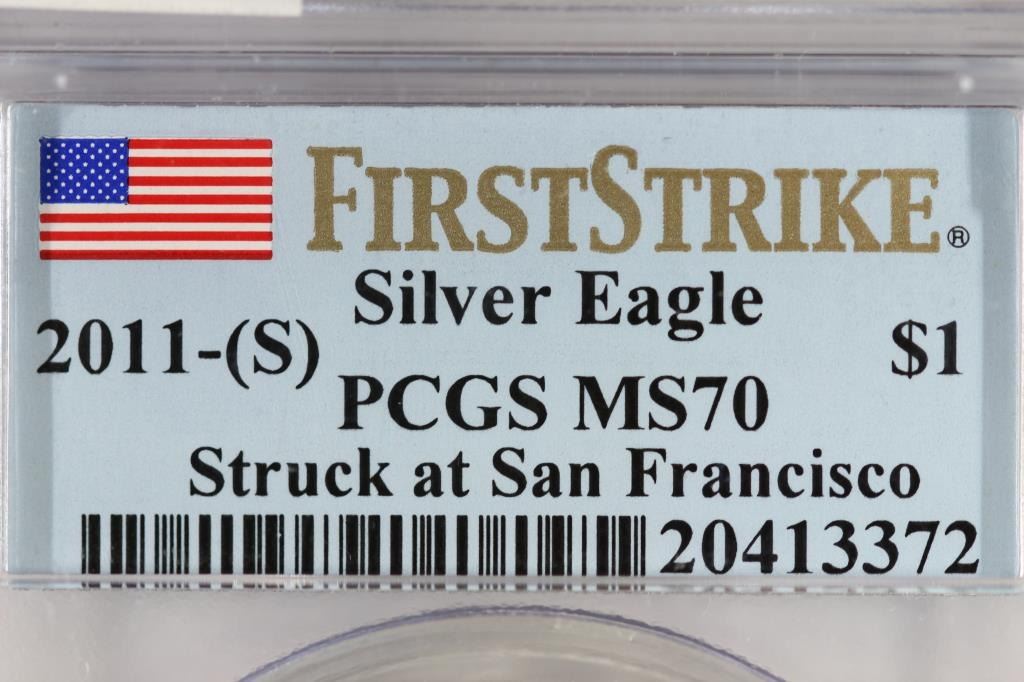 FIRSTSTRIKE®
Silver Eagle
2011-(S) $1
PCGS MS70
Struck at San Francisco
20413372